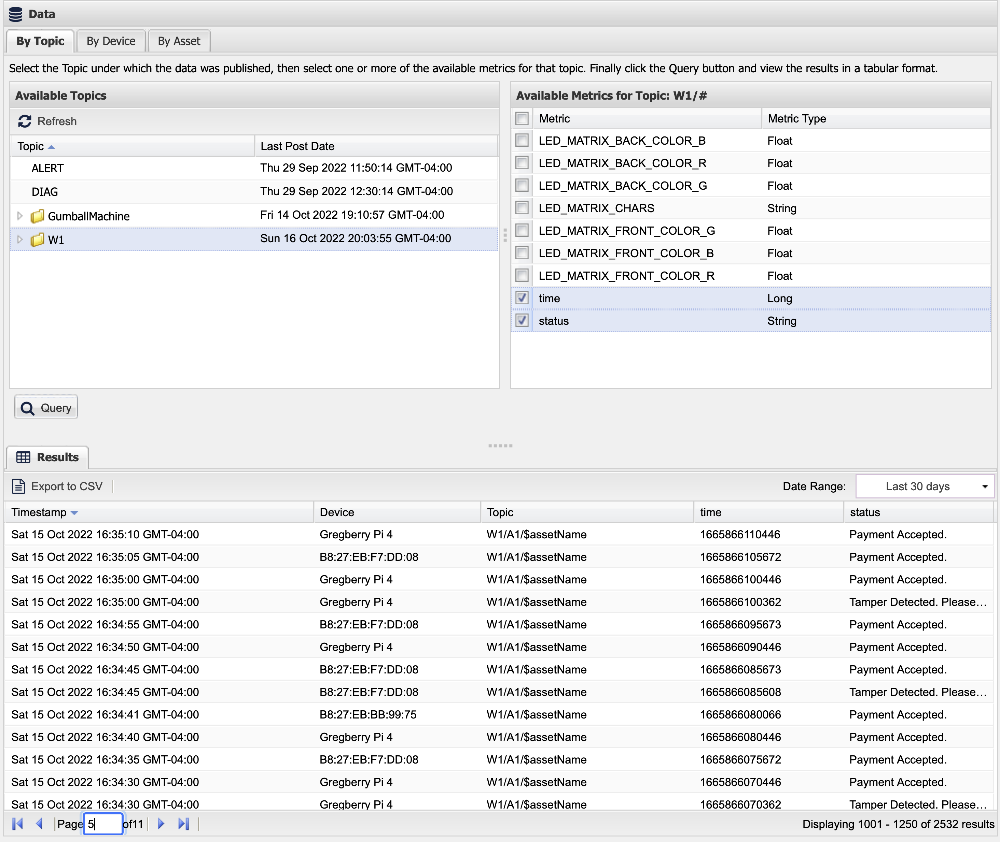 Data
By Topic By Device By Asset
Select the Topic under which the data was published, then select one or more of the available metrics for that topic. Finally click the Query button and view the results in a tabular format.
Available Topics
Refresh
Topic Last Post Date
ALERT Thu 29 Sep 2022 11:50:14 GMT-04:00
DIAG Thu 29 Sep 2022 12:30:14 GMT-04:00
GumballMachine Fri 14 Oct 2022 19:10:57 GMT-04:00
W1 Sun 16 Oct 2022 20:03:55 GMT-04:00
Available Metrics for Topic: W1/#
Metric Metric Type
LED_MATRIX_BACK_COLOR_B Float
LED_MATRIX_BACK_COLOR_R Float
LED_MATRIX_BACK_COLOR_G Float
LED_MATRIX_CHARS String
LED_MATRIX_FRONT_COLOR_G Float
LED_MATRIX_FRONT_COLOR_B Float
LED_MATRIX_FRONT_COLOR_R Float
time Long
status String
Query
Results
Export to CSV Date Range: Last 30 days
Timestamp Device Topic time status
Sat 15 Oct 2022 16:35:10 GMT-04:00 Gregberry Pi 4 W1/A1/$assetName 1665866110446 Payment Accepted.
Sat 15 Oct 2022 16:35:05 GMT-04:00 B8:27:EB:F7:DD:08 W1/A1/$assetName 1665866105672 Payment Accepted.
Sat 15 Oct 2022 16:35:00 GMT-04:00 Gregberry Pi 4 W1/A1/$assetName 1665866100446 Payment Accepted.
Sat 15 Oct 2022 16:35:00 GMT-04:00 Gregberry Pi 4 W1/A1/$assetName 1665866100362 Tamper Detected. Please...
Sat 15 Oct 2022 16:34:55 GMT-04:00 B8:27:EB:F7:DD:08 W1/A1/$assetName 1665866095673 Payment Accepted.
Sat 15 Oct 2022 16:34:50 GMT-04:00 Gregberry Pi 4 W1/A1/$assetName 1665866090446 Payment Accepted.
Sat 15 Oct 2022 16:34:45 GMT-04:00 B8:27:EB:F7:DD:08 W1/A1/$assetName 1665866085673 Payment Accepted.
Sat 15 Oct 2022 16:34:45 GMT-04:00 B8:27:EB:F7:DD:08 W1/A1/$assetName 1665866085608 Tamper Detected. Please...
Sat 15 Oct 2022 16:34:41 GMT-04:00 B8:27:EB:BB:99:75 W1/A1/$assetName 1665866080066 Payment Accepted.
Sat 15 Oct 2022 16:34:40 GMT-04:00 Gregberry Pi 4 W1/A1/$assetName 1665866080446 Payment Accepted.
Sat 15 Oct 2022 16:34:35 GMT-04:00 B8:27:EB:F7:DD:08 W1/A1/$assetName 1665866075672 Payment Accepted.
Sat 15 Oct 2022 16:34:30 GMT-04:00 Gregberry Pi 4 W1/A1/$assetName 1665866070446 Payment Accepted.
Sat 15 Oct 2022 16:34:30 GMT-04:00 Gregberry Pi 4 W1/A1/$assetName 1665866070362 Tamper Detected. Please...
Page 5 of11 Displaying 1001 - 1250 of 2532 results